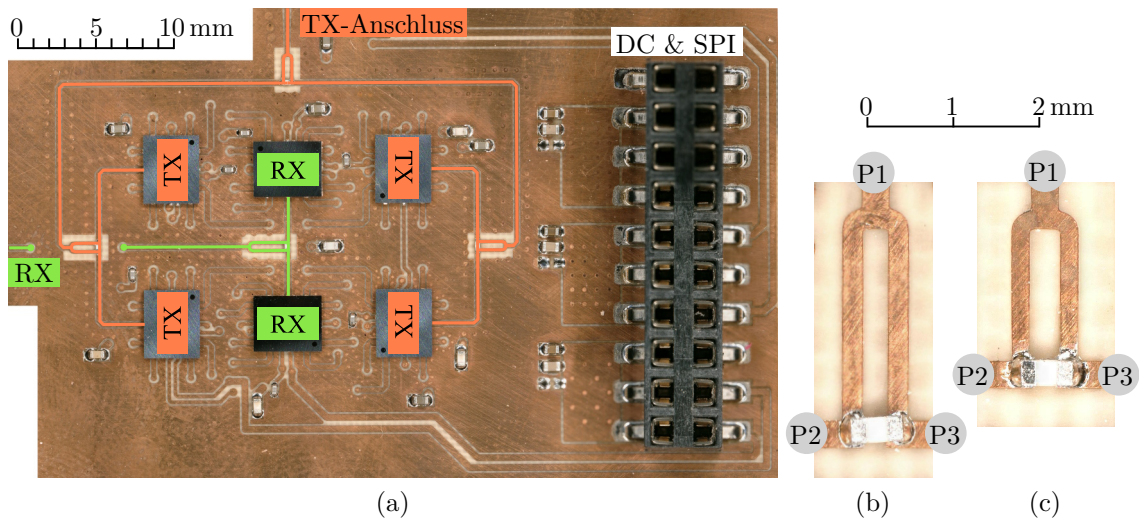 0 5 10 mm
TX-Anschluss
DC & SPI
TX
RX
TX
RX
TX
RX
TX
0 1 2 mm
P1
P2
P3
P1
P2
P3
(a)
(b)
(c)